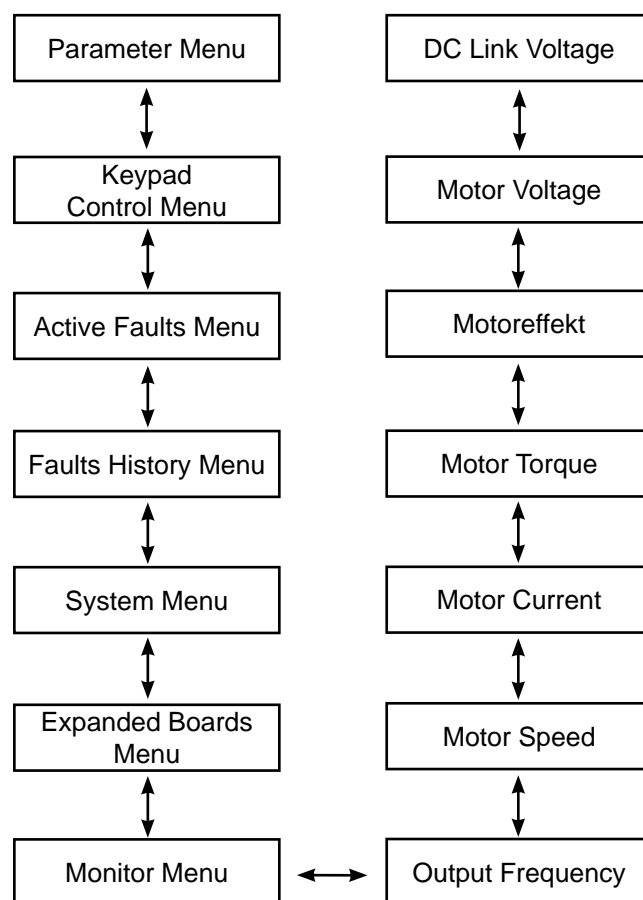 Parameter Menu
Keypad
Control Menu
Active Faults Menu
Faults History Menu
System Menu
Expanded Boards
Menu
Monitor Menu
DC Link Voltage
Motor Voltage
Motoreffekt
Motor Torque
Motor Current
Motor Speed
Output Frequency